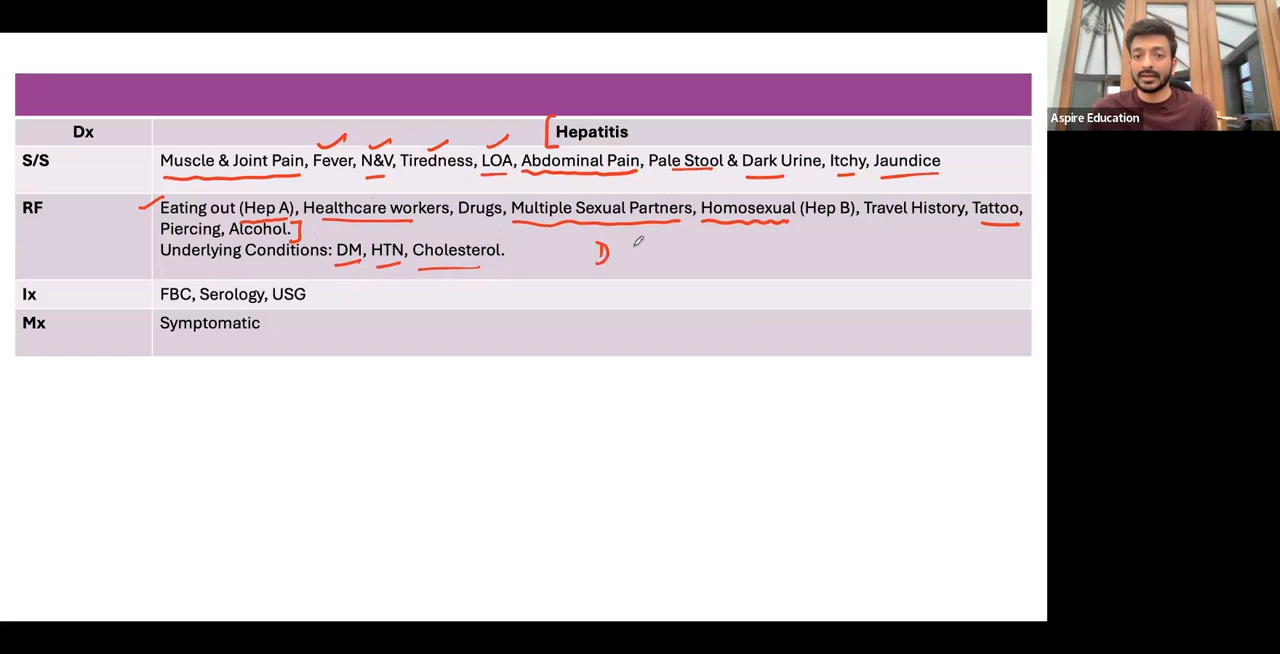 Aspire Education
Dx Hepatitis
S/S Muscle & Joint Pain, Fever, N&V, Tiredness, LOA, Abdominal Pain, Pale Stool & Dark Urine, Itchy, Jaundice
RF Eating out (Hep A), Healthcare workers, Drugs, Multiple Sexual Partners, Homosexual (Hep B), Travel History, Tattoo,
Piercing, Alcohol.
Underlying Conditions: DM, HTN, Cholesterol.
D
Ix FBC, Serology, USG
Mx Symptomatic